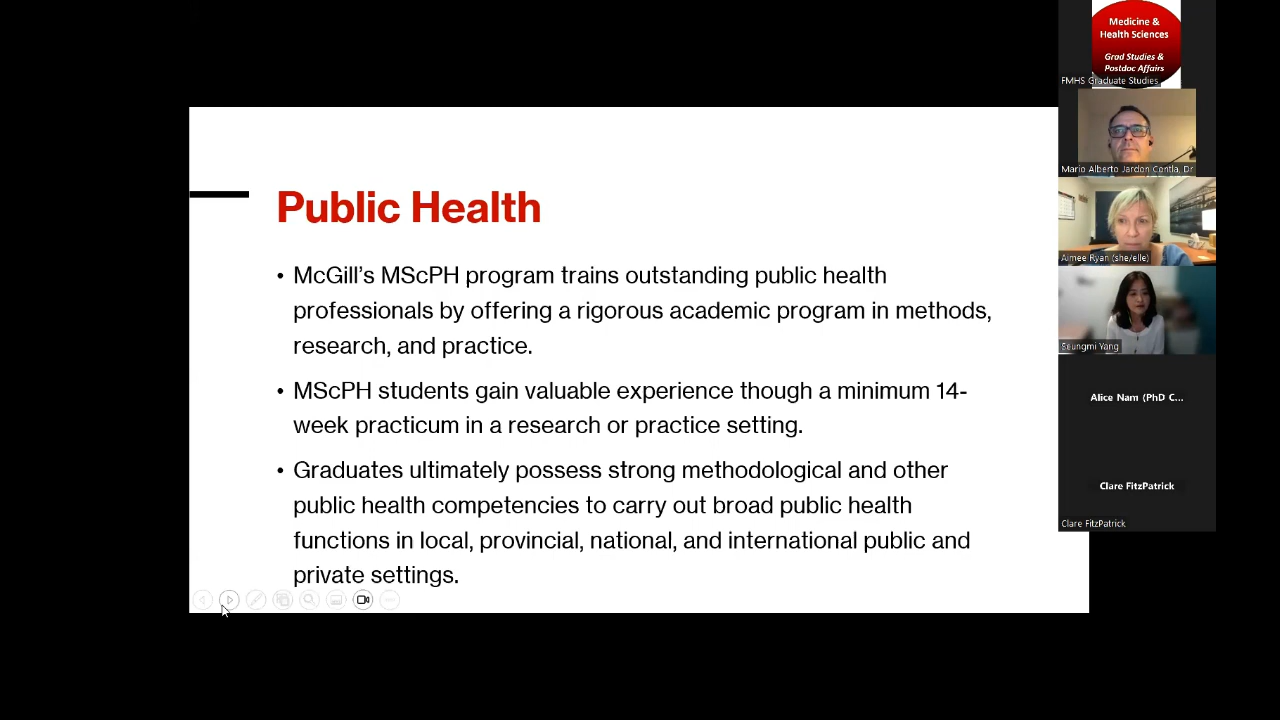 Public Health
• McGill’s MScPH program trains outstanding public health
professionals by offering a rigorous academic program in methods,
research, and practice.
• MScPH students gain valuable experience though a minimum 14-
week practicum in a research or practice setting.
• Graduates ultimately possess strong methodological and other
public health competencies to carry out broad public health
functions in local, provincial, national, and international public and
private settings.
Medicine &
Health Sciences
Grad Studies &
Postdoc Affairs
FMHS Graduate Studies
Mario Alberto Jardon Contla, Dr
Aimee Ryan (she/elle)
Seungmi Yang
Alice Nam (PhD C...
Clare FitzPatrick
Clare FitzPatrick